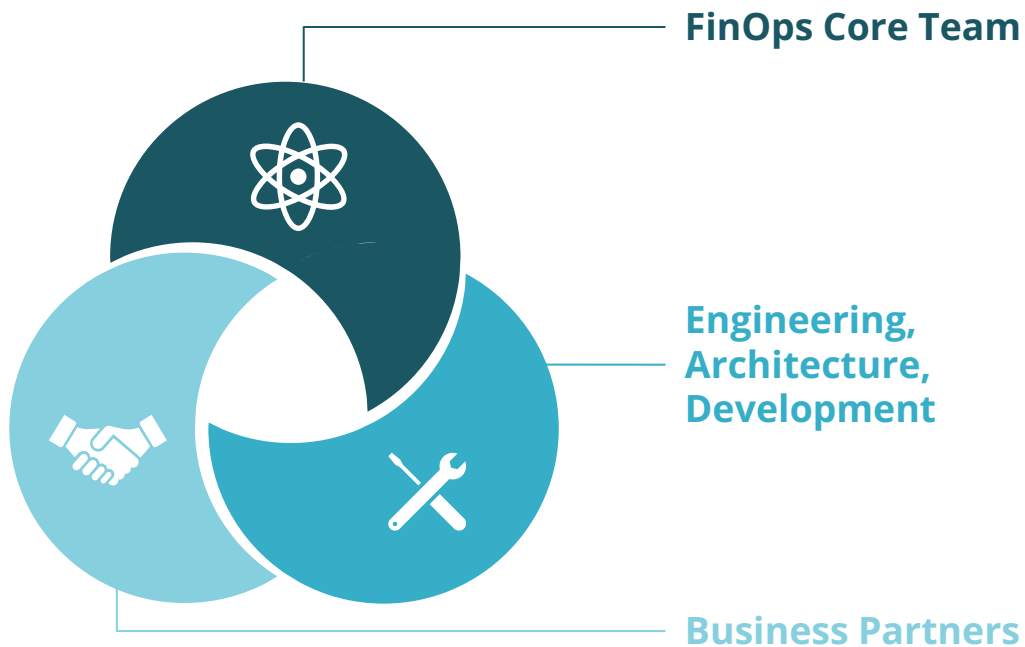 FinOps Core Team
Engineering,
Architecture,
Development
Business Partners